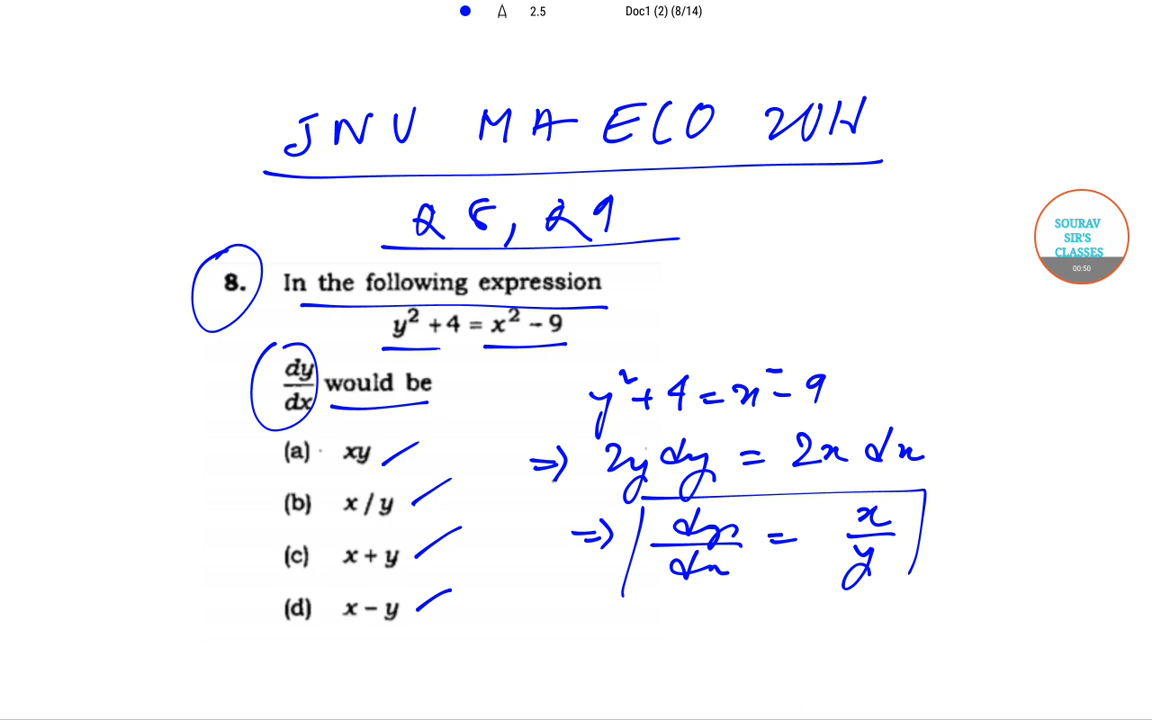 2.5 Doc1 (2) (8/14)
JNU MA ECO 2014
Q 8, Q 9
SOURAV
SIR'S
CLASSES
00:50
8. In the following expression
y² + 4 = x² - 9
dy/dx would be
(a) xy
(b) x / y
(c) x + y
(d) x - y
y² + 4 = x² - 9
⇒ 2y dy = 2x dx
⇒ dy/dx = x/y